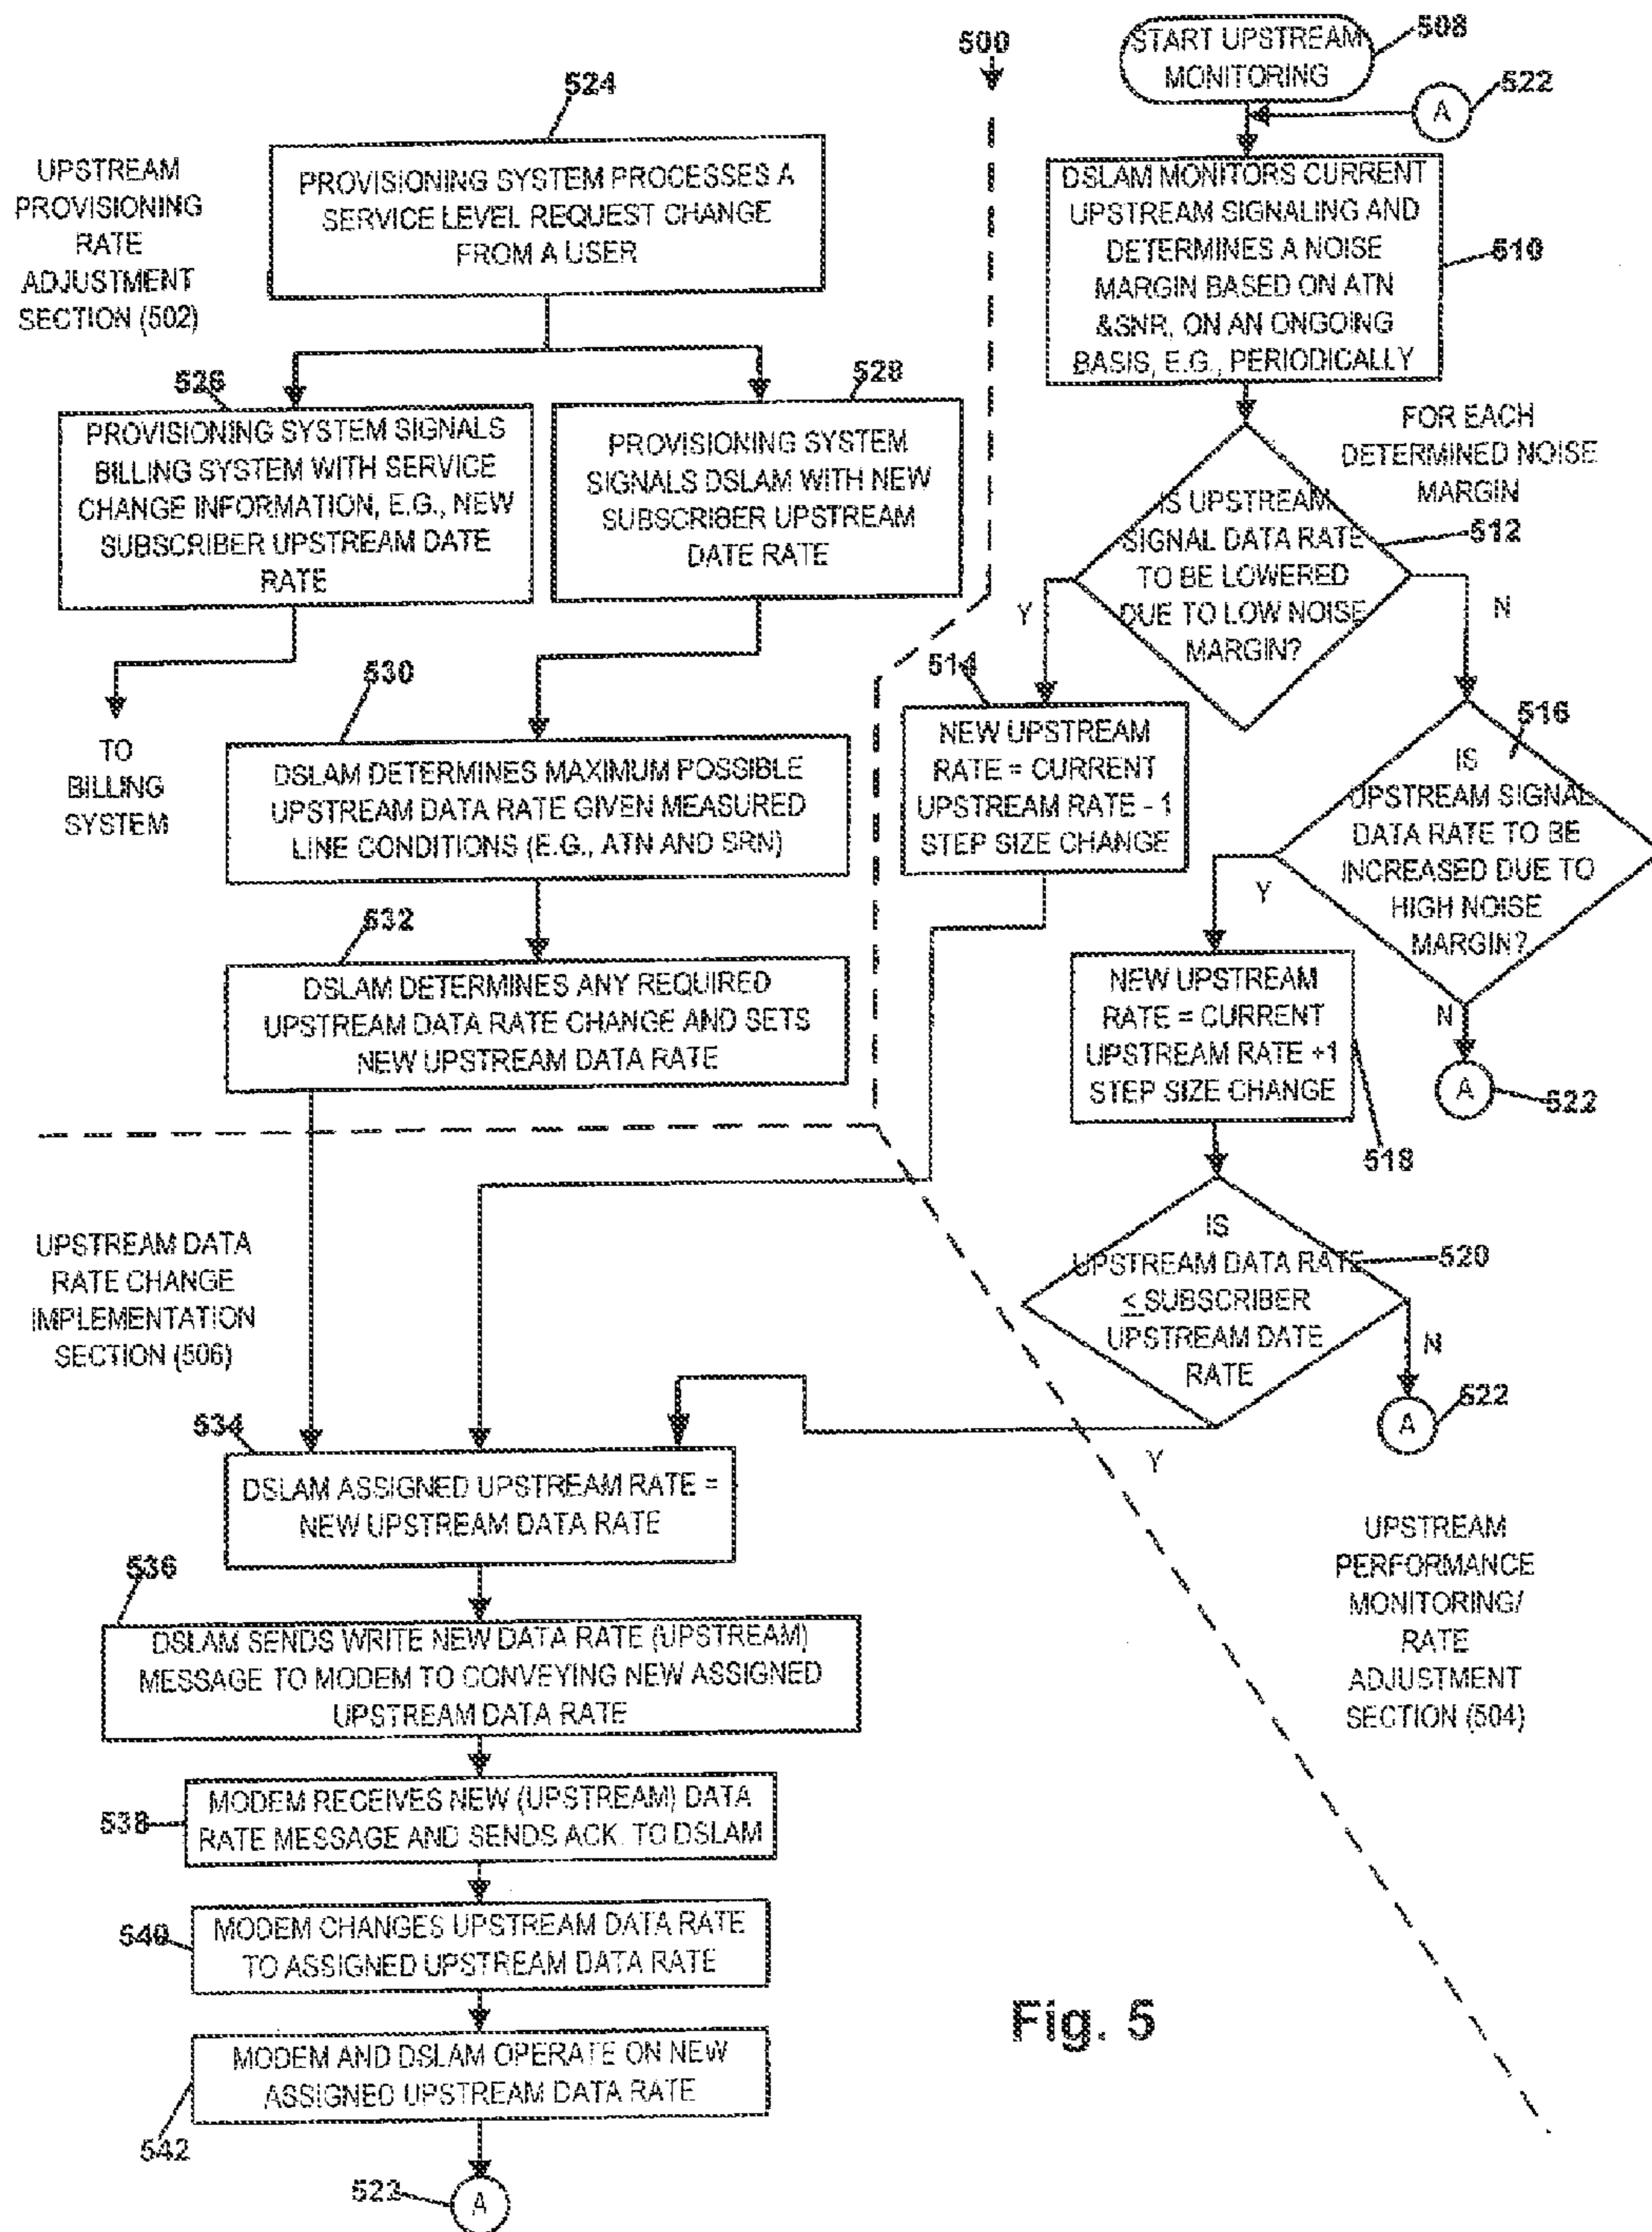 500
524
UPSTREAM
PROVISIONING
RATE
ADJUSTMENT
SECTION (502)
PROVISIONING SYSTEM PROCESSES A
SERVICE LEVEL REQUEST CHANGE
FROM A USER
526
PROVISIONING SYSTEM SIGNALS
BILLING SYSTEM WITH SERVICE
CHANGE INFORMATION, E.G., NEW
SUBSCRIBER UPSTREAM DATE
RATE
528
PROVISIONING SYSTEM
SIGNALS DSLAM WITH NEW
SUBSCRIBER UPSTREAM
DATE RATE
TO
BILLING
SYSTEM
530
DSLAM DETERMINES MAXIMUM POSSIBLE
UPSTREAM DATA RATE GIVEN MEASURED
LINE CONDITIONS (E.G., ATN AND SRN)
532
DSLAM DETERMINES ANY REQUIRED
UPSTREAM DATA RATE CHANGE AND SETS
NEW UPSTREAM DATA RATE
START UPSTREAM
MONITORING
508
A
522
DSLAM MONITORS CURRENT
UPSTREAM SIGNALING AND
DETERMINES A NOISE
MARGIN BASED ON ATN
&SNR, ON AN ONGOING
BASIS, E.G., PERIODICALLY
510
FOR EACH
DETERMINED NOISE
MARGIN
IS UPSTREAM
SIGNAL DATA RATE
TO BE LOWERED
DUE TO LOW NOISE
MARGIN?
512
Y
N
514
NEW UPSTREAM
RATE = CURRENT
UPSTREAM RATE - 1
STEP SIZE CHANGE
516
IS
UPSTREAM SIGNAL
DATA RATE TO BE
INCREASED DUE TO
HIGH NOISE
MARGIN?
Y
N
A
522
NEW UPSTREAM
RATE = CURRENT
UPSTREAM RATE +1
STEP SIZE CHANGE
518
IS
UPSTREAM DATA RATE
≤ SUBSCRIBER
UPSTREAM DATE
RATE
520
N
A
522
Y
UPSTREAM
PERFORMANCE
MONITORING/
RATE
ADJUSTMENT
SECTION (504)
UPSTREAM DATA
RATE CHANGE
IMPLEMENTATION
SECTION (506)
534
DSLAM ASSIGNED UPSTREAM RATE =
NEW UPSTREAM DATA RATE
536
DSLAM SENDS WRITE NEW DATA RATE (UPSTREAM)
MESSAGE TO MODEM TO CONVEYING NEW ASSIGNED
UPSTREAM DATA RATE
538
MODEM RECEIVES NEW (UPSTREAM) DATA
RATE MESSAGE AND SENDS ACK. TO DSLAM
540
MODEM CHANGES UPSTREAM DATA RATE
TO ASSIGNED UPSTREAM DATA RATE
MODEM AND DSLAM OPERATE ON NEW
ASSIGNED UPSTREAM DATA RATE
542
522
A
Fig. 5